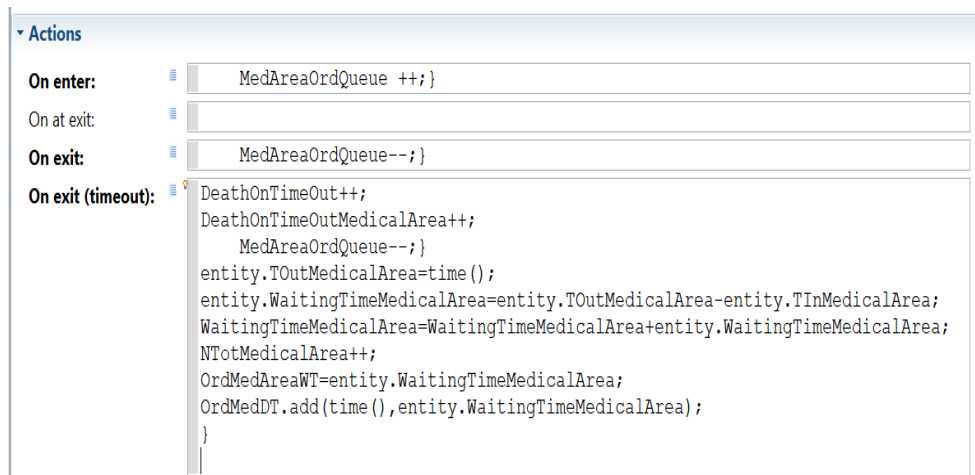 Actions
On enter:
MedAreaOrdQueue ++;}
On at exit:
On exit:
MedAreaOrdQueue--;}
On exit (timeout):
DeathOnTimeOut++;
DeathOnTimeOutMedicalArea++;
MedAreaOrdQueue--;}
entity.TOutMedicalArea=time();
entity.WaitingTimeMedicalArea=entity.TOutMedicalArea-entity.TInMedicalArea;
WaitingTimeMedicalArea=WaitingTimeMedicalArea+entity.WaitingTimeMedicalArea;
NTotMedicalArea++;
OrdMedAreaWT=entity.WaitingTimeMedicalArea;
OrdMedDT.add(time(),entity.WaitingTimeMedicalArea);
}